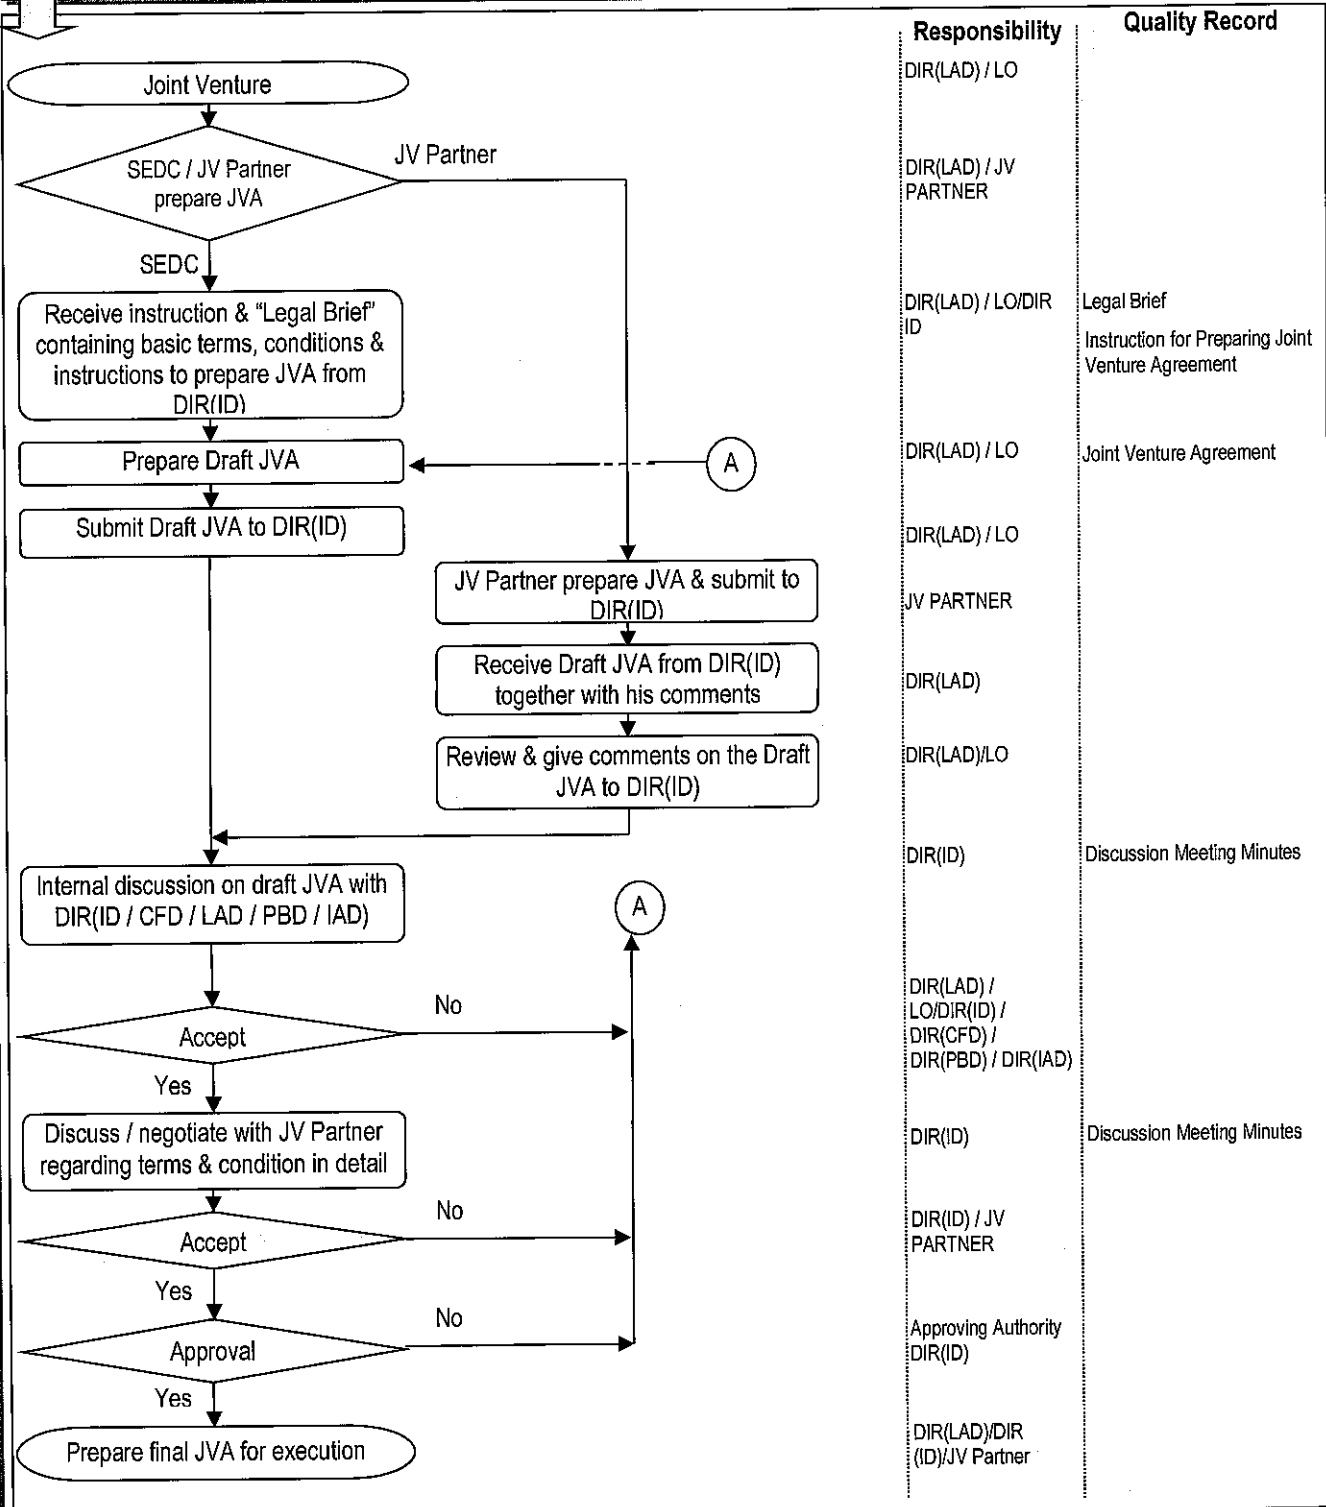 Responsibility
Quality Record
Joint Venture
DIR(LAD) / LO
SEDC / JV Partner
prepare JVA
JV Partner
DIR(LAD) / JV
PARTNER
SEDC
Receive instruction & “Legal Brief”
containing basic terms, conditions &
instructions to prepare JVA from
DIR(ID)
DIR(LAD) / LO/DIR
ID
Legal Brief
Instruction for Preparing Joint
Venture Agreement
Prepare Draft JVA
A
DIR(LAD) / LO
Joint Venture Agreement
Submit Draft JVA to DIR(ID)
DIR(LAD) / LO
JV Partner prepare JVA & submit to
DIR(ID)
JV PARTNER
Receive Draft JVA from DIR(ID)
together with his comments
DIR(LAD)
Review & give comments on the Draft
JVA to DIR(ID)
DIR(LAD)/LO
Internal discussion on draft JVA with
DIR(ID / CFD / LAD / PBD / IAD)
A
DIR(ID)
Discussion Meeting Minutes
Accept
No
Yes
DIR(LAD) /
LO/DIR(ID) /
DIR(CFD) /
DIR(PBD) / DIR(IAD)
Discuss / negotiate with JV Partner
regarding terms & condition in detail
DIR(ID)
Discussion Meeting Minutes
Accept
No
Yes
DIR(ID) / JV
PARTNER
Approval
No
Yes
Approving Authority
DIR(ID)
Prepare final JVA for execution
DIR(LAD)/DIR
(ID)/JV Partner